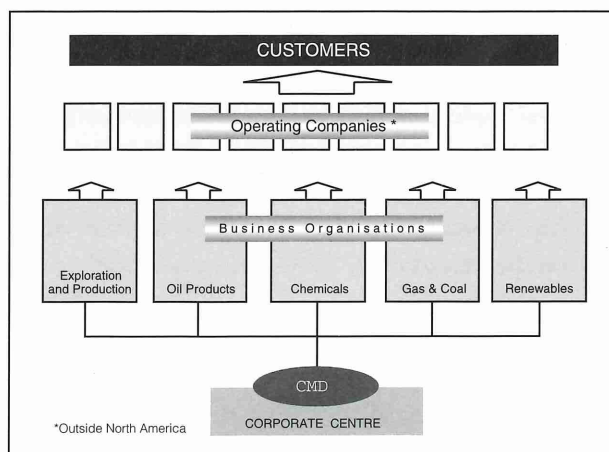 CUSTOMERS
Operating Companies *
Business Organisations
Exploration
and Production
Oil Products
Chemicals
Gas & Coal
Renewables
CMD
CORPORATE CENTRE
*Outside North America